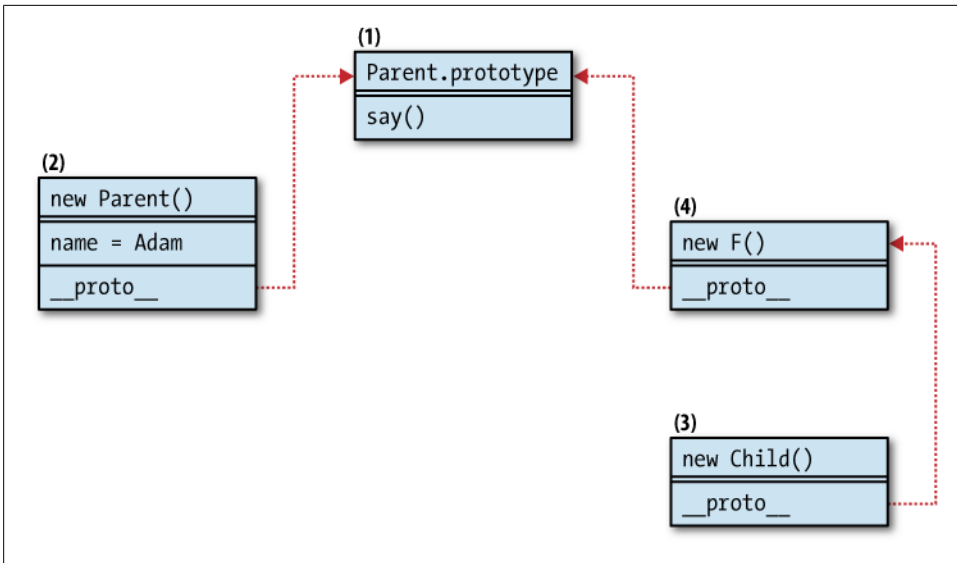 (1)
Parent.prototype
say()
(2)
new Parent()
name = Adam
__proto__
(4)
new F()
__proto__
(3)
new Child()
__proto__